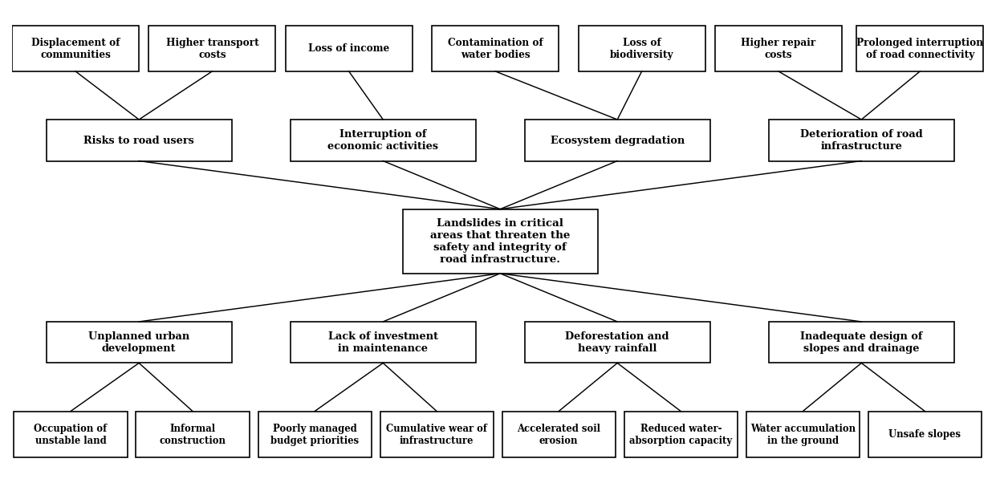 Displacement of
communities
Higher transport
costs
Loss of income
Contamination of
water bodies
Loss of
biodiversity
Higher repair
costs
Prolonged interruption
of road connectivity
Risks to road users
Interruption of
economic activities
Ecosystem degradation
Deterioration of road
infrastructure
Landslides in critical
areas that threaten the
safety and integrity of
road infrastructure.
Unplanned urban
development
Lack of investment
in maintenance
Deforestation and
heavy rainfall
Inadequate design of
slopes and drainage
Occupation of
unstable land
Informal
construction
Poorly managed
budget priorities
Cumulative wear of
infrastructure
Accelerated soil
erosion
Reduced water-
absorption capacity
Water accumulation
in the ground
Unsafe slopes